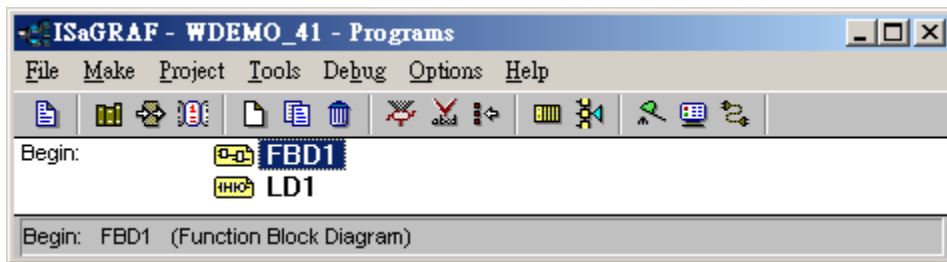 ISaGRAF - WDEMO_41 - Programs
File Make Project Tools Debug Options Help
Begin: FBD1
LD1
Begin: FBD1 (Function Block Diagram)